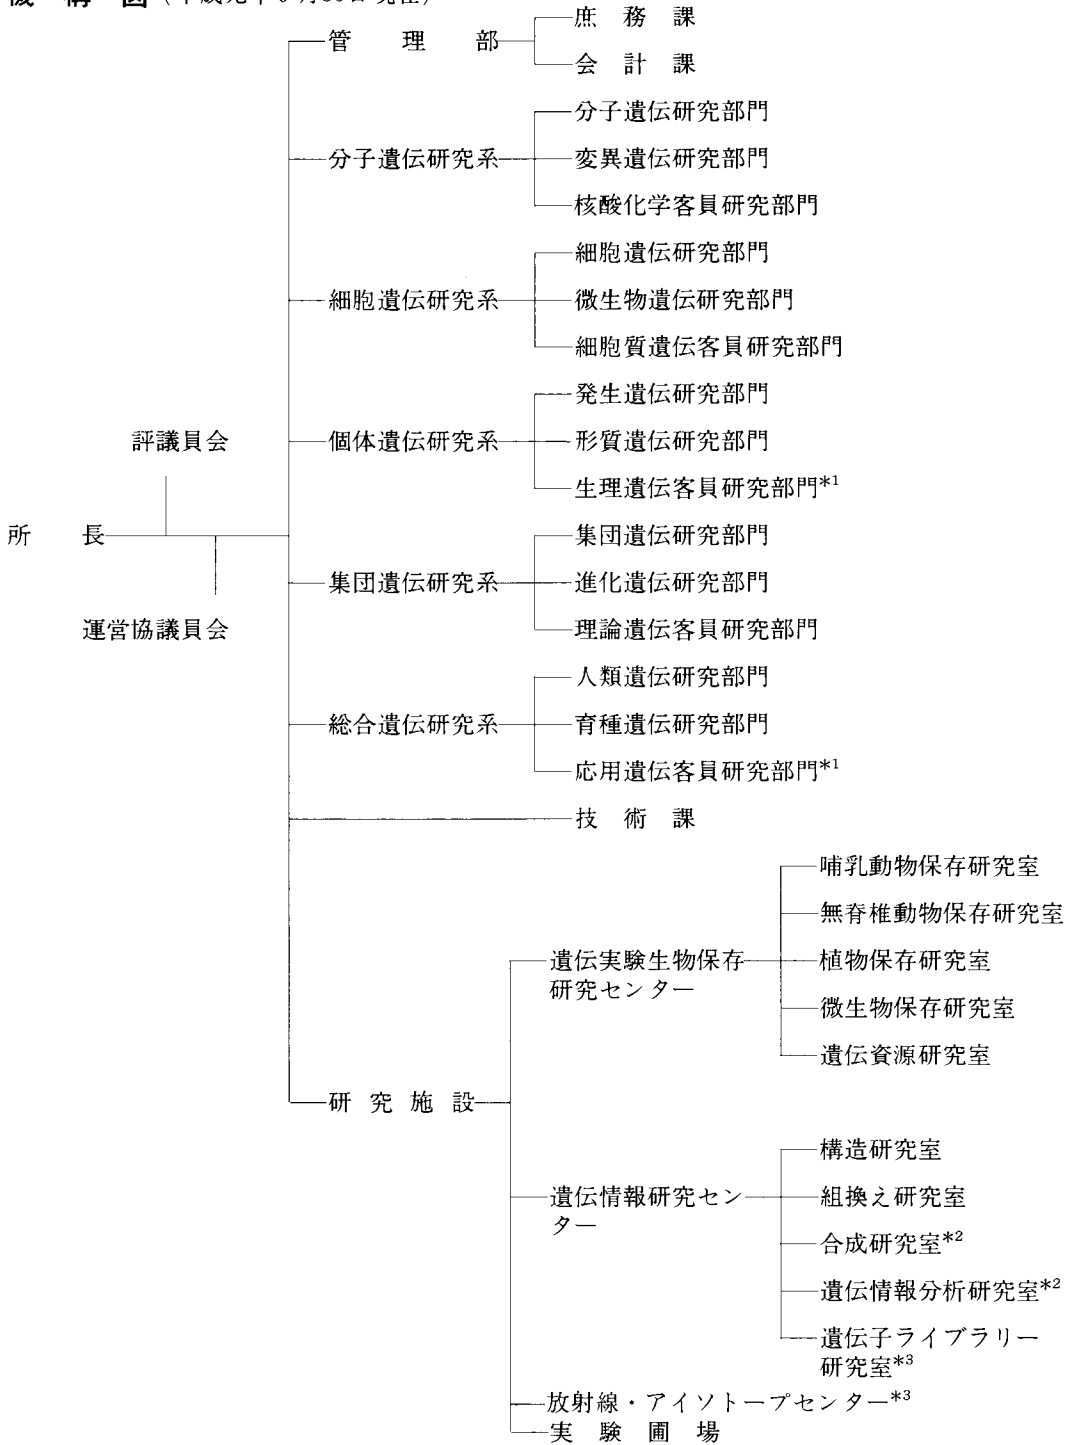 機 構 図
庶 務 課
管 理 部
会 計 課
分子遺伝研究部門
分子遺伝研究系
変異遺伝研究部門
核酸化学客員研究部門
細胞遺伝研究部門
細胞遺伝研究系
微生物遺伝研究部門
細胞質遺伝客員研究部門
発生遺伝研究部門
評議員会
個体遺伝研究系
形質遺伝研究部門
生理遺伝客員研究部門*1
所 長
集団遺伝研究部門
集団遺伝研究系
進化遺伝研究部門
運営協議員会
理論遺伝客員研究部門
人類遺伝研究部門
総合遺伝研究系
育種遺伝研究部門
応用遺伝客員研究部門*1
技 術 課
哺乳動物保存研究室
無脊椎動物保存研究室
遺伝実験生物保存
研究センター
植物保存研究室
微生物保存研究室
遺伝資源研究室
研 究 施 設
構造研究室
遺伝情報研究セン
ター
組換え研究室
合成研究室*2
遺伝情報分析研究室*2
遺伝子ライブラリー
研究室*3
放射線・アイソトープセンター*3
実 験 圃 場